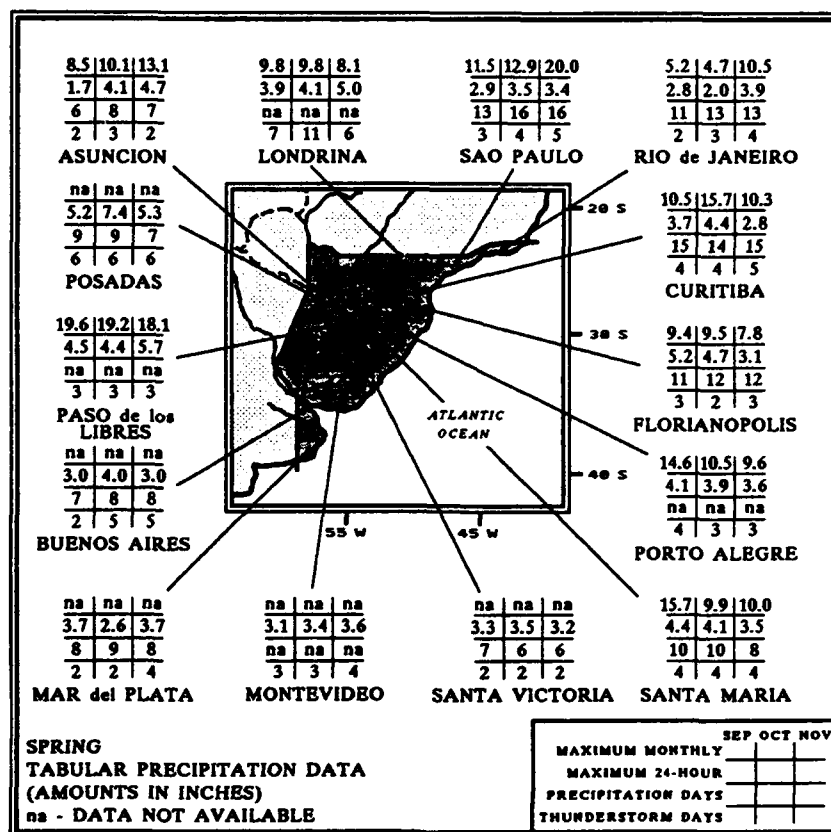 8.5 10.1 13.1
1.7 4.1 4.7
6 8 7
2 3 2
ASUNCION
9.8 9.8 8.1
3.9 4.1 5.0
na na na
7 11 6
LONDRINA
11.5 12.9 20.0
2.9 3.5 3.4
13 16 16
3 4 5
SAO PAULO
5.2 4.7 10.5
2.8 2.0 3.9
11 13 13
2 3 4
RIO de JANEIRO
na na na
5.2 7.4 5.3
9 9 7
6 6 6
POSADAS
20 S
10.5 15.7 10.3
3.7 4.4 2.8
15 14 15
4 4 5
CURITIBA
19.6 19.2 18.1
4.5 4.4 5.7
na na na
3 3 3
PASO de los
LIBRES
30 S
9.4 9.5 7.8
5.2 4.7 3.1
11 12 12
3 2 3
FLORIANOPOLIS
ATLANTIC
OCEAN
na na na
3.0 4.0 3.0
7 8 8
2 5 5
BUENOS AIRES
40 S
14.6 10.5 9.6
4.1 3.9 3.6
na na na
4 3 3
PORTO ALEGRE
55 W 45 W
na na na
3.7 2.6 3.7
8 9 8
2 2 4
MAR del PLATA
na na na
3.1 3.4 3.6
na na na
3 3 4
MONTEVIDEO
na na na
3.3 3.5 3.2
7 6 6
2 2 2
SANTA VICTORIA
15.7 9.9 10.0
4.4 4.1 3.5
10 10 8
4 4 4
SANTA MARIA
SPRING
TABULAR PRECIPITATION DATA
(AMOUNTS IN INCHES)
na - DATA NOT AVAILABLE
SEP OCT NOV
MAXIMUM MONTHLY
MAXIMUM 24-HOUR
PRECIPITATION DAYS
THUNDERSTORM DAYS